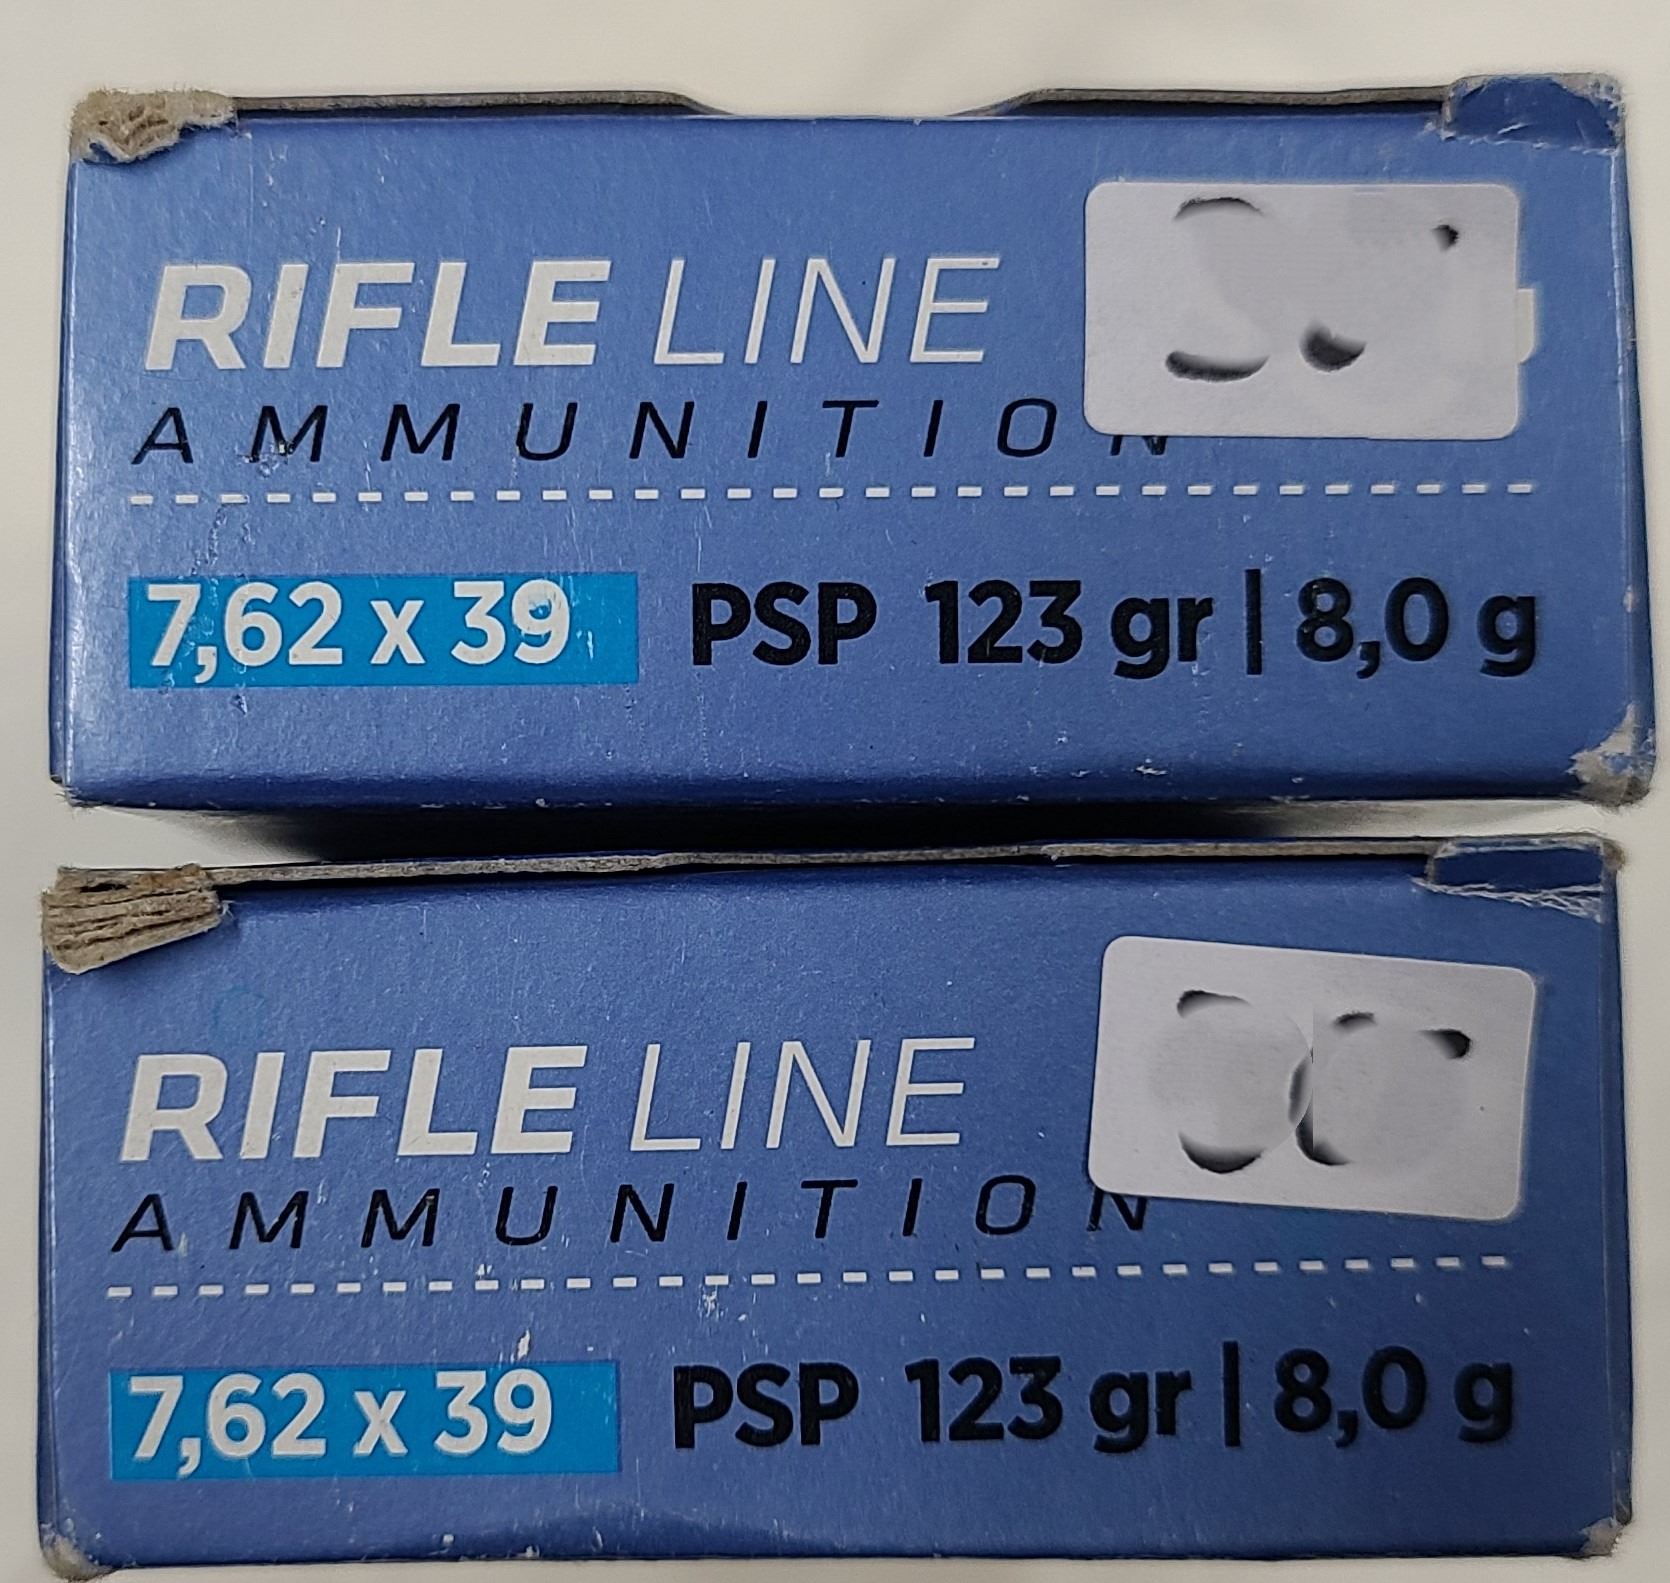 RIFLE LINE
AMMUNITION
7,62 x 39 PSP 123 gr | 8,0 g
RIFLE LINE
AMMUNITION
7,62 x 39 PSP 123 gr | 8,0 g